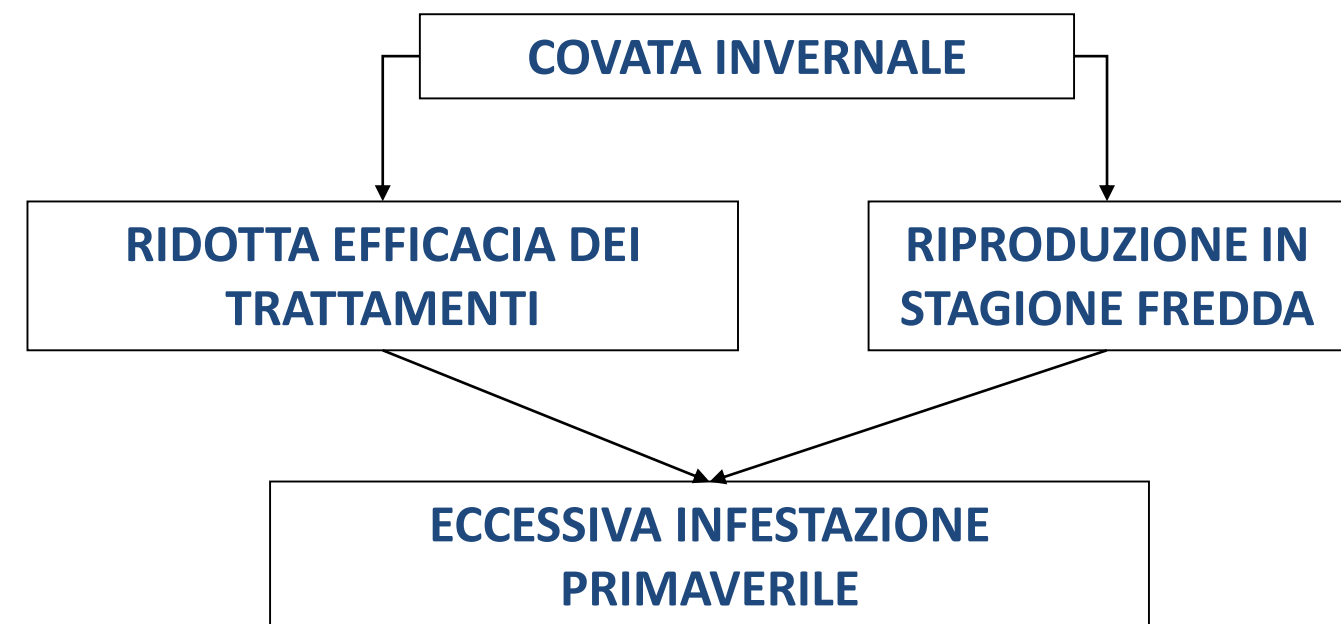 COVATA INVERNALE
RIDOTTA EFFICACIA DEI
TRATTAMENTI
RIPRODUZIONE IN
STAGIONE FREDDA
ECCESSIVA INFESTAZIONE
PRIMAVERILE